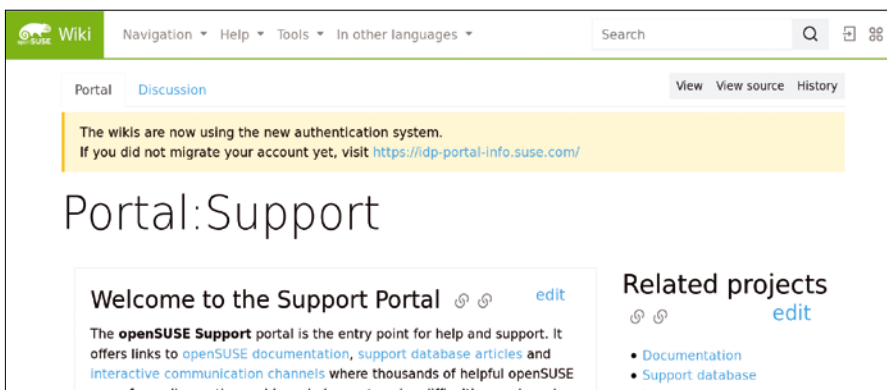 openSUSE Wiki Navigation Help Tools In other languages Search
Portal Discussion View View source History
The wikis are now using the new authentication system.
If you did not migrate your account yet, visit https://idp-portal-info.suse.com/
Portal:Support
Welcome to the Support Portal edit
The openSUSE Support portal is the entry point for help and support. It
offers links to openSUSE documentation, support database articles and
interactive communication channels where thousands of helpful openSUSE
Related projects
edit
• Documentation
• Support database